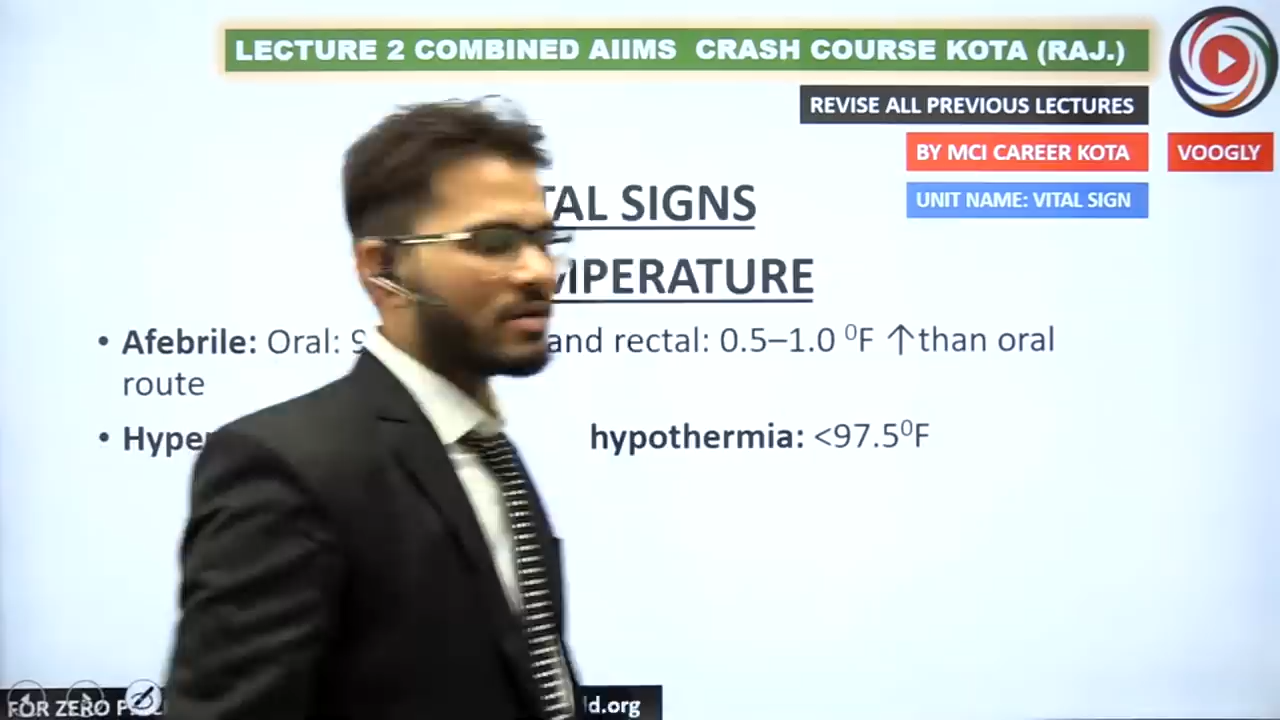 LECTURE 2 COMBINED AIIMS CRASH COURSE KOTA (RAJ.)
REVISE ALL PREVIOUS LECTURES
BY MCI CAREER KOTA
VOOGLY
UNIT NAME: VITAL SIGN
TAL SIGNS
MPERATURE
• Afebrile: Oral: 9 and rectal: 0.5–1.0 ⁰F ↑than oral
route
• Hyper hypothermia: <97.5⁰F
FOR ZERO P ld.org